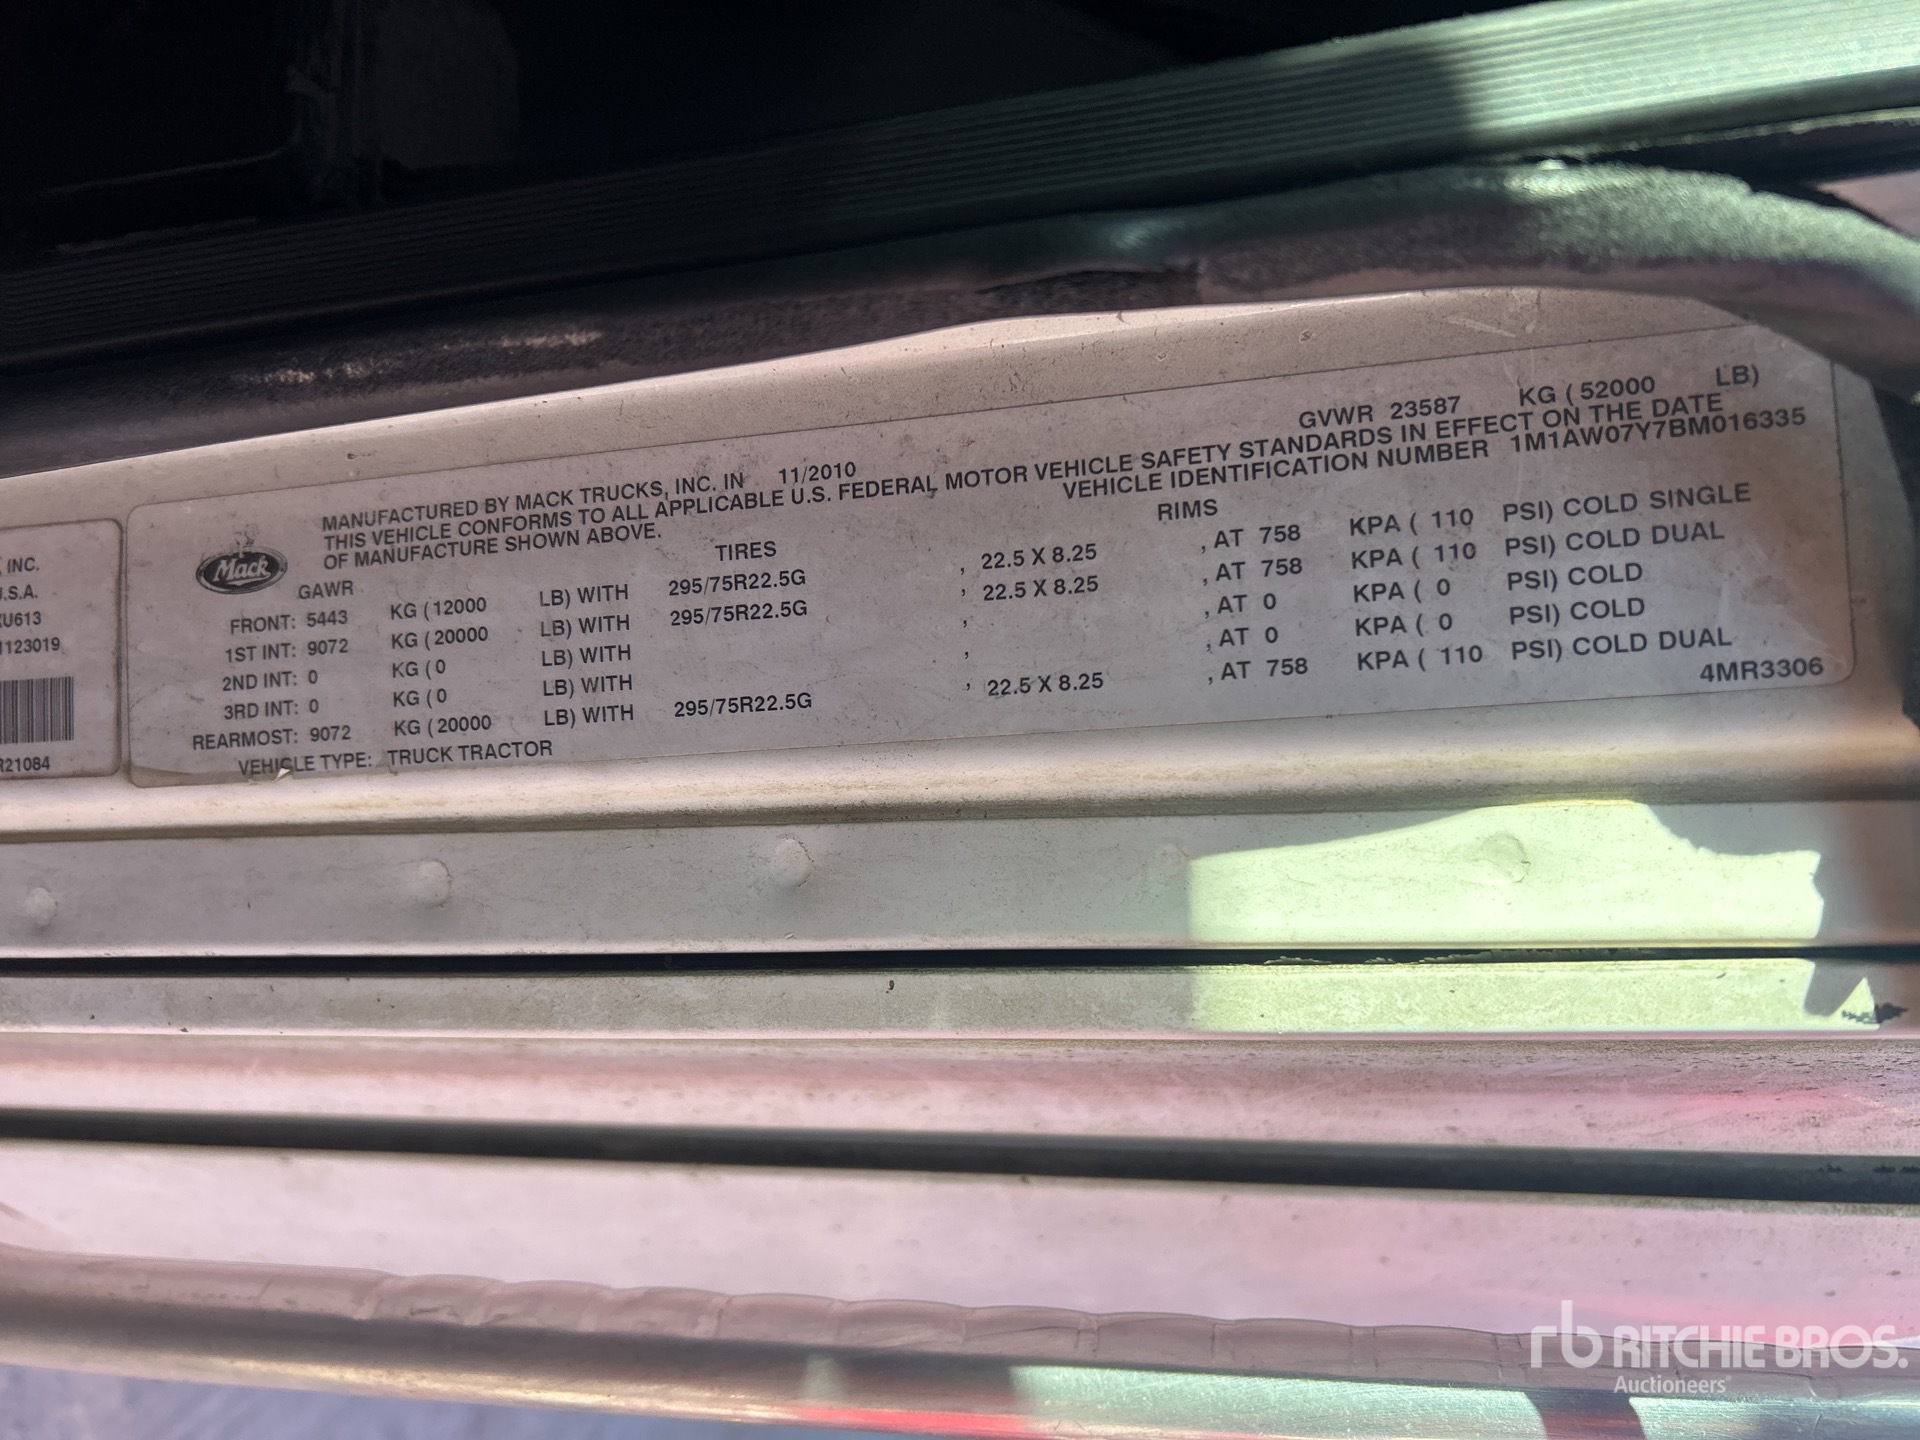 , INC.
U.S.A.
XU613
1123019
R21084
Mack
MANUFACTURED BY MACK TRUCKS, INC. IN 11/2010 GVWR 23587 KG ( 52000 LB)
THIS VEHICLE CONFORMS TO ALL APPLICABLE U.S. FEDERAL MOTOR VEHICLE SAFETY STANDARDS IN EFFECT ON THE DATE
OF MANUFACTURE SHOWN ABOVE. VEHICLE IDENTIFICATION NUMBER 1M1AW07Y7BM016335
GAWR TIRES RIMS
FRONT: 5443 KG ( 12000 LB) WITH 295/75R22.5G , 22.5 X 8.25 , AT 758 KPA ( 110 PSI) COLD SINGLE
1ST INT: 9072 KG ( 20000 LB) WITH 295/75R22.5G , 22.5 X 8.25 , AT 758 KPA ( 110 PSI) COLD DUAL
2ND INT: 0 KG ( 0 LB) WITH , , AT 0 KPA ( 0 PSI) COLD
3RD INT: 0 KG ( 0 LB) WITH , , AT 0 KPA ( 0 PSI) COLD
REARMOST: 9072 KG ( 20000 LB) WITH 295/75R22.5G , 22.5 X 8.25 , AT 758 KPA ( 110 PSI) COLD DUAL
VEHICLE TYPE: TRUCK TRACTOR 4MR3306
rb RITCHIE BROS.
Auctioneers